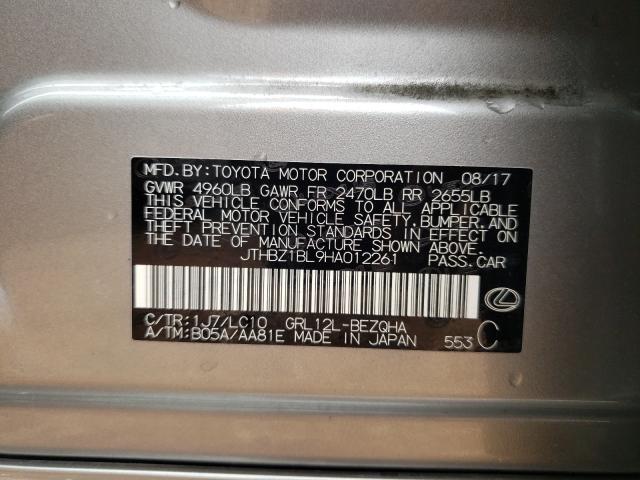 MFD.BY:TOYOTA MOTOR CORPORATION 08/17
GVWR 4960LB GAWR FR 2470LB RR 2655LB
THIS VEHICLE CONFORMS TO ALL APPLICABLE
FEDERAL MOTOR VEHICLE SAFETY,BUMPER,AND
THEFT PREVENTION STANDARDS IN EFFECT ON
THE DATE OF MANUFACTURE SHOWN ABOVE.
JTHBZ1BL9HA012261 PASS.CAR
C/TR:1J7/LC10 GRL12L-BEZQHA
A/TM:B05A/AA81E MADE IN JAPAN 553 C